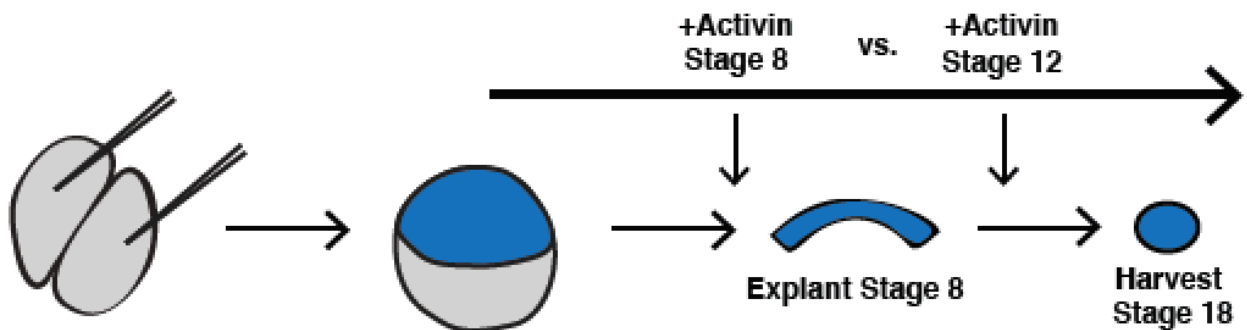 +Activin
Stage 8
vs.
+Activin
Stage 12
Explant Stage 8
Harvest
Stage 18